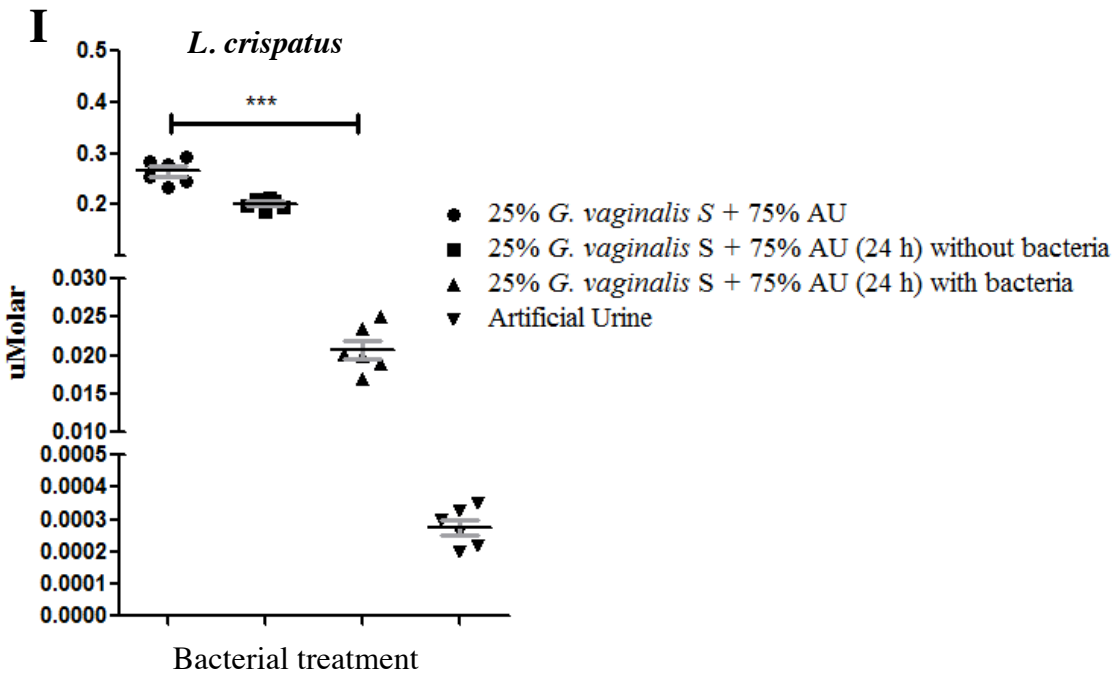 I
L. crispatus
0.5
0.4
0.3
0.2
***
25% G. vaginalis S + 75% AU
25% G. vaginalis S + 75% AU (24 h) without bacteria
25% G. vaginalis S + 75% AU (24 h) with bacteria
Artificial Urine
uMolar
0.030
0.025
0.020
0.015
0.010
0.0005
0.0004
0.0003
0.0002
0.0001
0.0000
Bacterial treatment